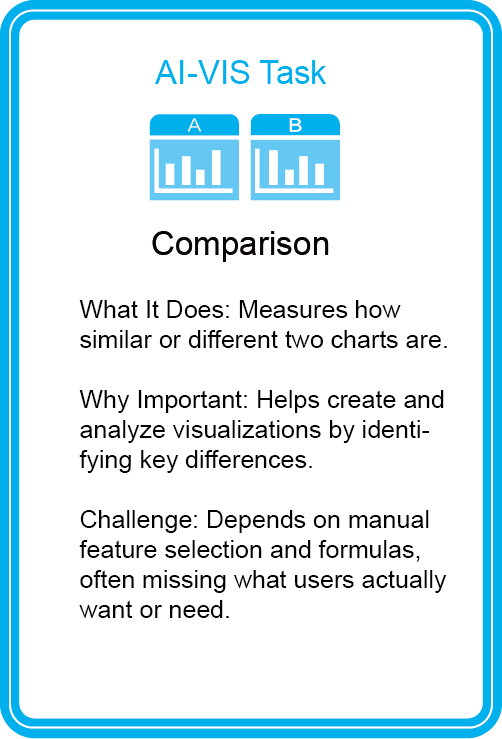 AI-VIS Task
A B
Comparison
What It Does: Measures how
similar or different two charts are.
Why Important: Helps create and
analyze visualizations by identi-
fying key differences.
Challenge: Depends on manual
feature selection and formulas,
often missing what users actually
want or need.